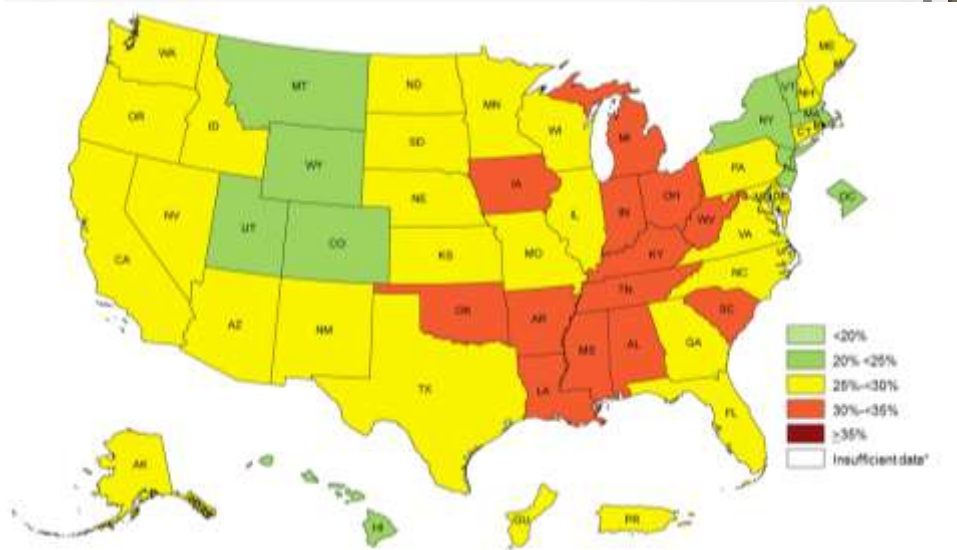 WA
MT
ND
MN
ME
VT
NH
OR
ID
SD
WI
MI
NY
MA
CT
WY
IA
PA
NE
NV
UT
CO
IL
IN
OH
DC
WV
VA
CA
KS
MO
KY
NC
TN
AZ
NM
OK
AR
SC
MS
AL
GA
TX
LA
FL
AK
HI
GU
PR
<20%
20% <25%
25%-<30%
30%-<35%
≥35%
Insufficient data*